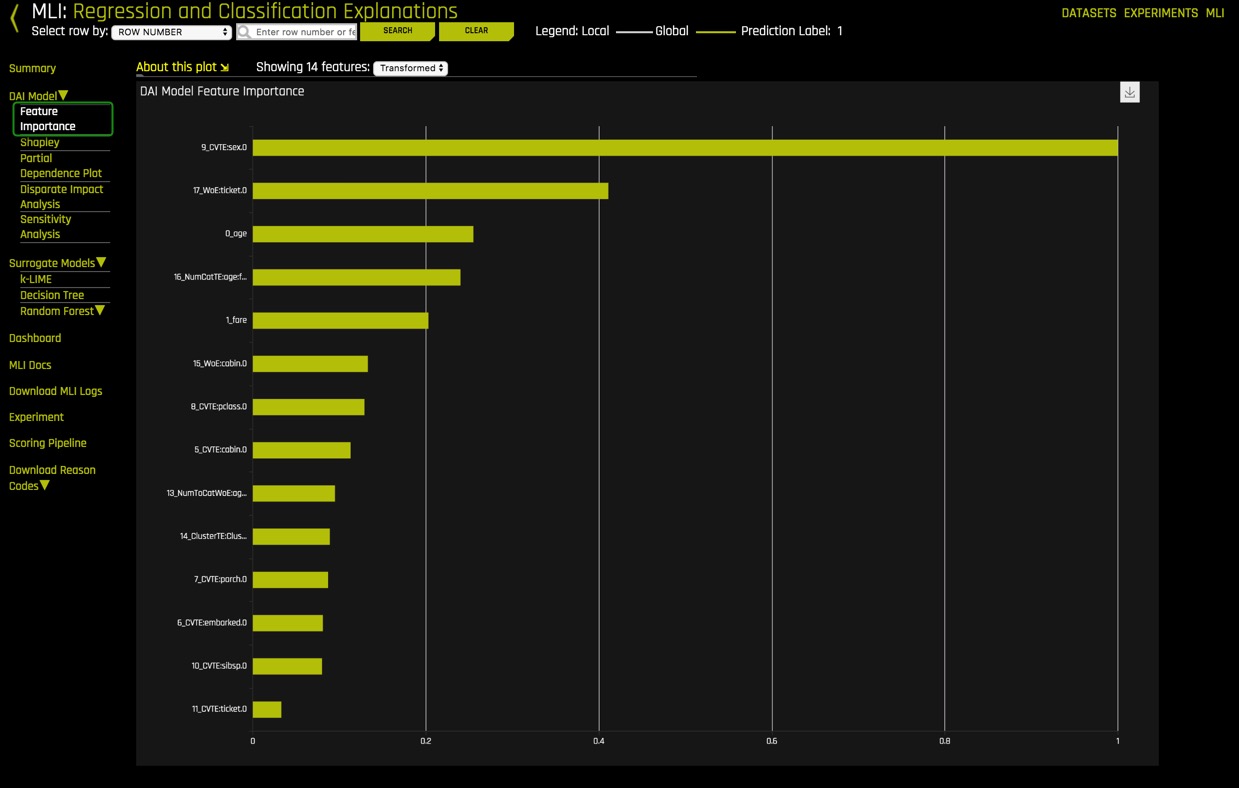 MLI: Regression and Classification Explanations
DATASETS EXPERIMENTS MLI
Select row by: ROW NUMBER Enter row number or fe SEARCH CLEAR Legend: Local Global Prediction Label: 1
About this plot Showing 14 features: Transformed
Summary
DAI Model
Feature
Importance
Shapley
Partial
Dependence Plot
Disparate Impact
Analysis
Sensitivity
Analysis
Surrogate Models
k-LIME
Decision Tree
Random Forest
Dashboard
MLI Docs
Download MLI Logs
Experiment
Scoring Pipeline
Download Reason
Codes
DAI Model Feature Importance
9_CVTE:sex.0
17_WoE:ticket.0
0_age
16_NumCatTE:age:f...
1_fare
15_WoE:cabin.0
8_CVTE:pclass.0
5_CVTE:cabin.0
13_NumToCatWoE:ag...
14_ClusterTE:Clus...
7_CVTE:parch.0
6_CVTE:embarked.0
10_CVTE:sibsp.0
11_CVTE:ticket.0
0 0.2 0.4 0.6 0.8 1